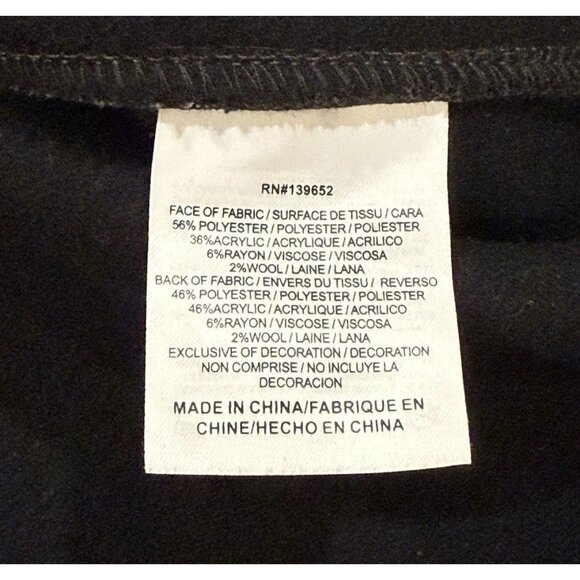 RN#139652
FACE OF FABRIC / SURFACE DE TISSU / CARA
56% POLYESTER / POLYESTER / POLIESTER
36%ACRYLIC / ACRYLIQUE / ACRILICO
6%RAYON / VISCOSE / VISCOSA
2%WOOL / LAINE / LANA
BACK OF FABRIC / ENVERS DU TISSU / REVERSO
46% POLYESTER / POLYESTER / POLIESTER
46%ACRYLIC / ACRYLIQUE / ACRILICO
6%RAYON / VISCOSE / VISCOSA
2%WOOL / LAINE / LANA
EXCLUSIVE OF DECORATION / DECORATION
NON COMPRISE / NO INCLUYE LA
DECORACION
MADE IN CHINA/FABRIQUE EN
CHINE/HECHO EN CHINA